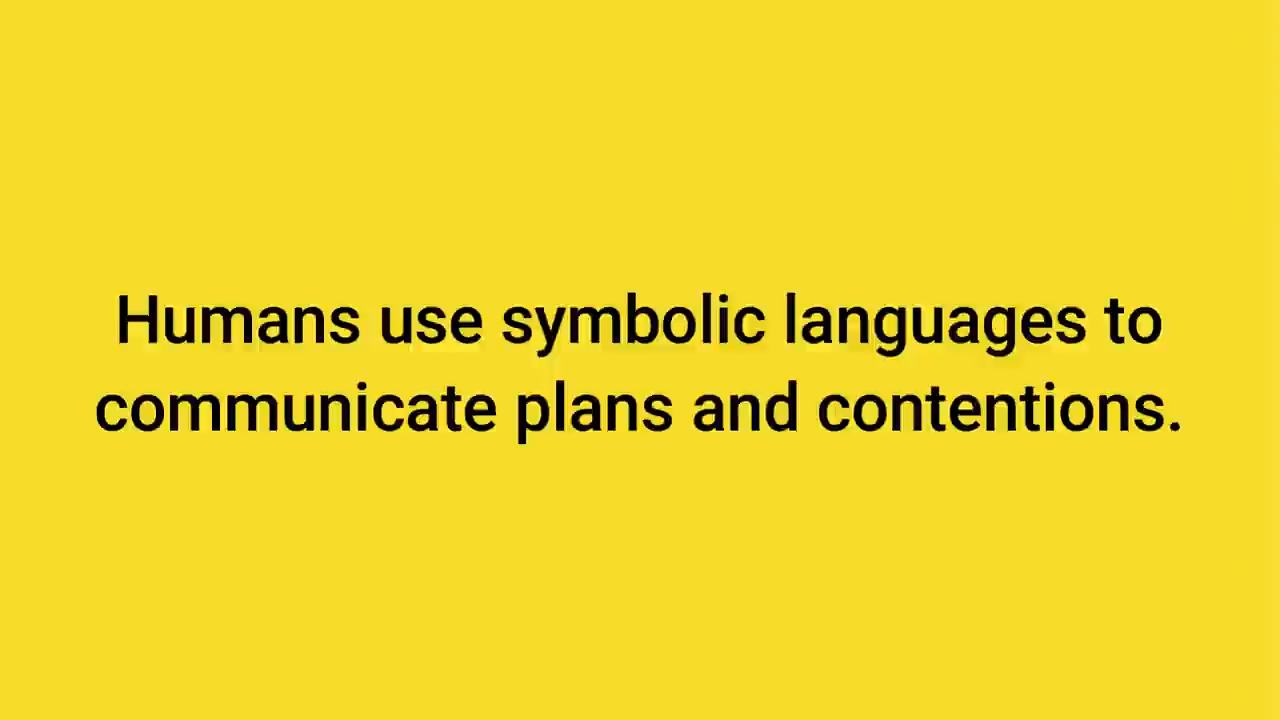 Humans use symbolic languages to
communicate plans and contentions.